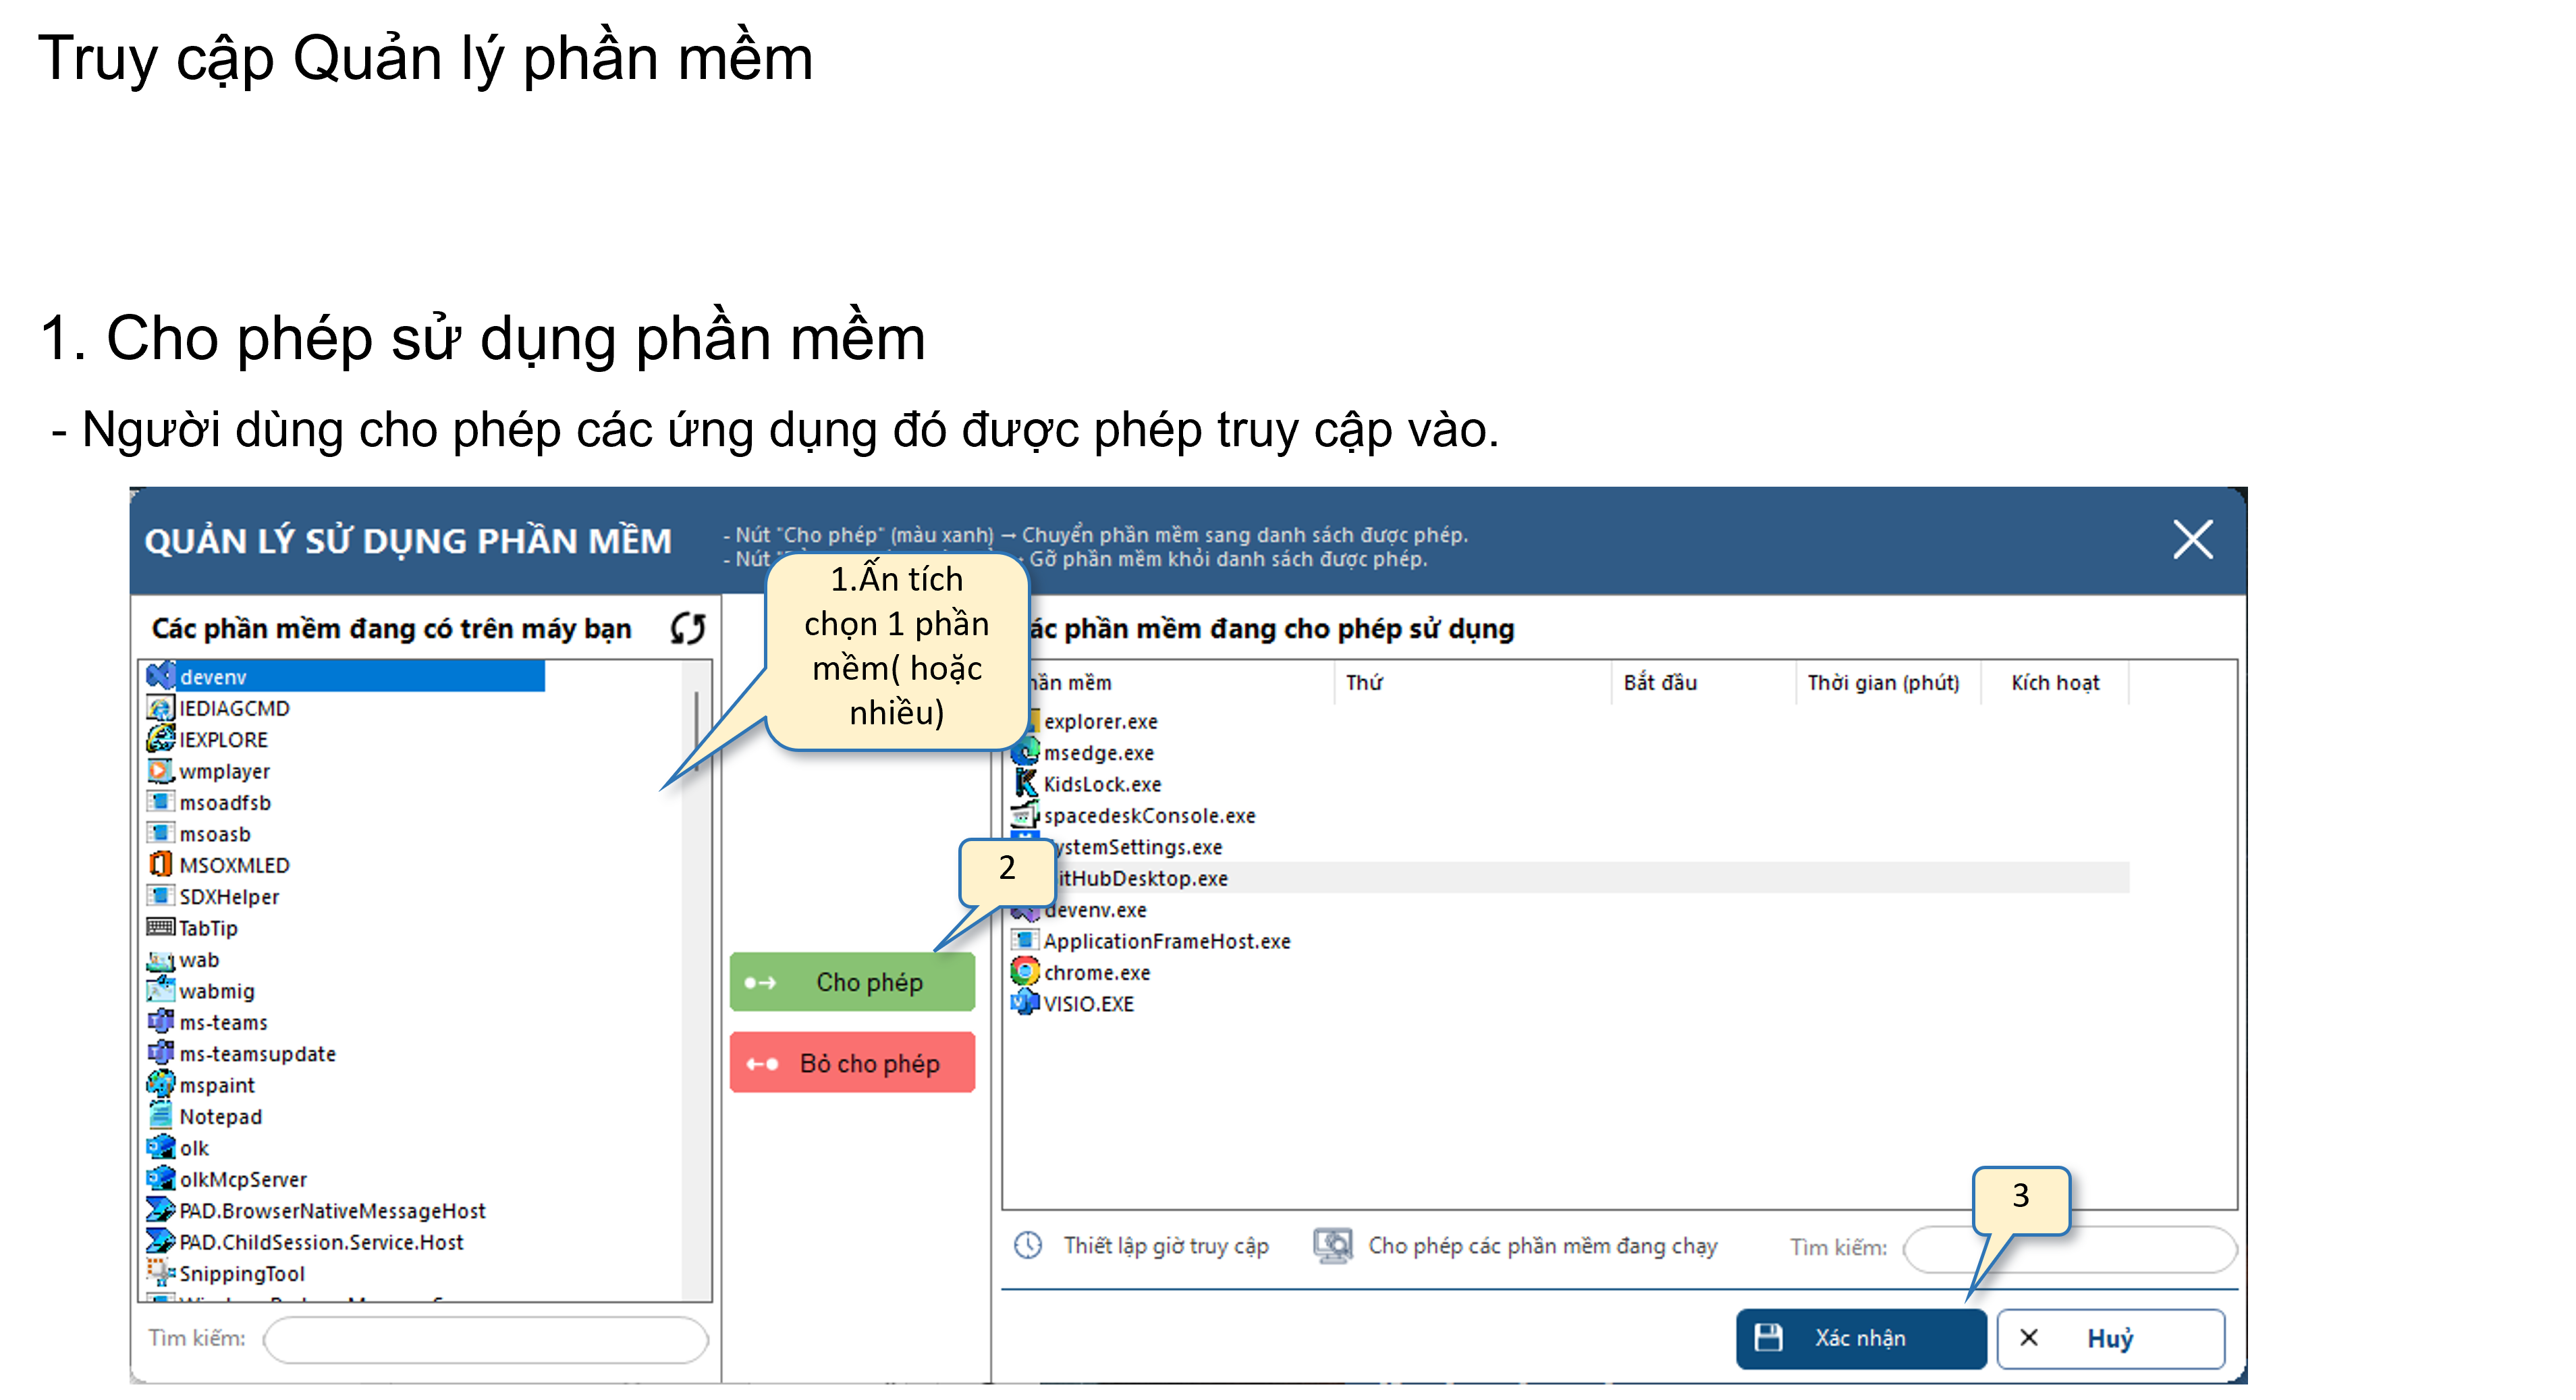 Truy cập Quản lý phần mềm
1. Cho phép sử dụng phần mềm
- Người dùng cho phép các ứng dụng đó được phép truy cập vào.
QUẢN LÝ SỬ DỤNG PHẦN MỀM
- Nút "Cho phép" (màu xanh) → Chuyển phần mềm sang danh sách được phép.
- Nút
Gỡ phần mềm khỏi danh sách được phép.
1.Ấn tích
chọn 1 phần
mềm( hoặc
nhiều)
Các phần mềm đang có trên máy bạn
devenv
IEDIAGCMD
IEXPLORE
wmplayer
msoadfsb
msoasb
MSOXMLED
SDXHelper
TabTip
wab
wabmig
ms-teams
ms-teamsupdate
mspaint
Notepad
olk
olkMcpServer
PAD.BrowserNativeMessageHost
PAD.ChildSession.Service.Host
SnippingTool
Tìm kiếm:
2
Cho phép
Bỏ cho phép
ác phần mềm đang cho phép sử dụng
ần mềm Thứ Bắt đầu Thời gian (phút) Kích hoạt
explorer.exe
msedge.exe
KidsLock.exe
spacedeskConsole.exe
ystemSettings.exe
itHubDesktop.exe
devenv.exe
ApplicationFrameHost.exe
chrome.exe
VISIO.EXE
3
Thiết lập giờ truy cập Cho phép các phần mềm đang chạy Tìm kiếm:
Xác nhận Huỷ